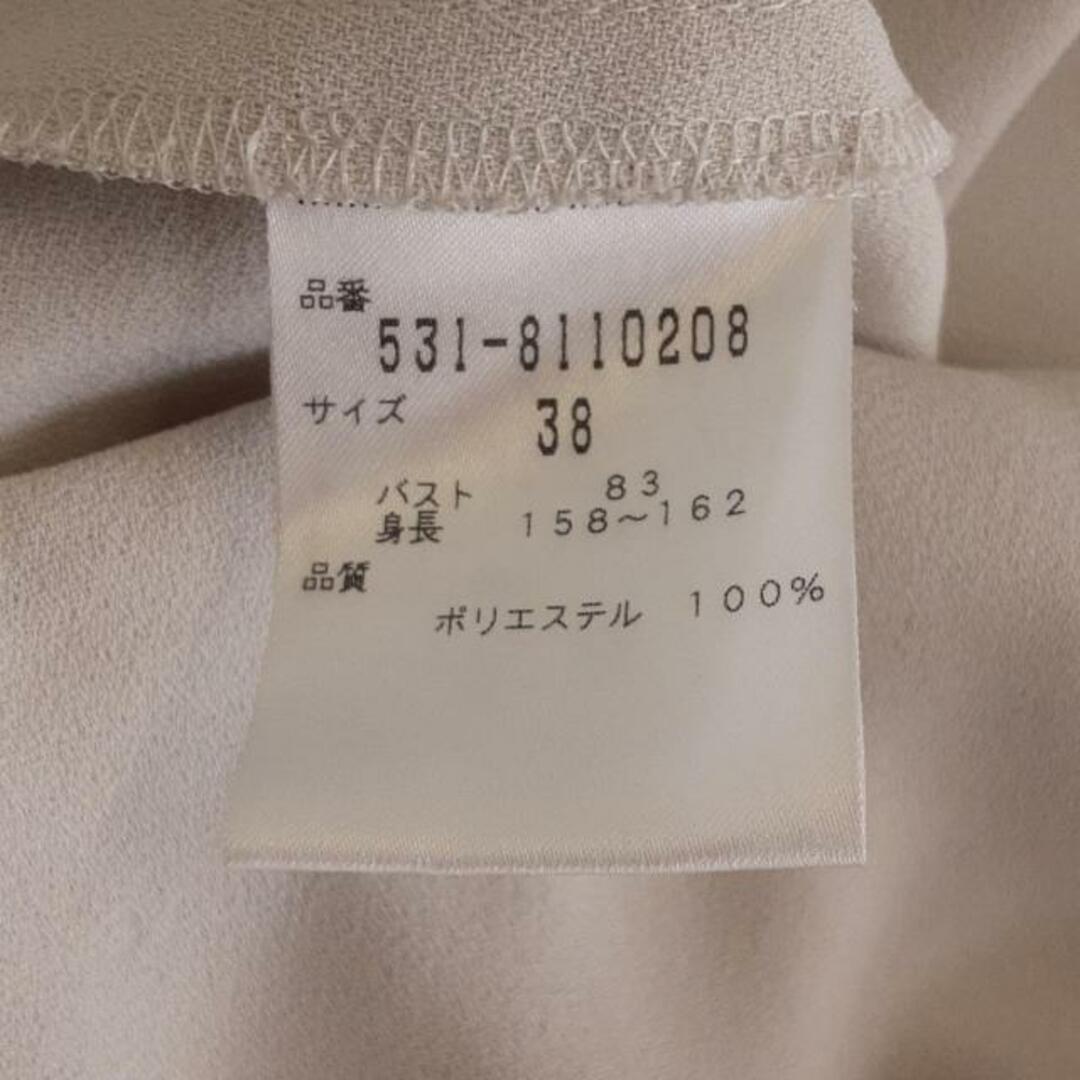 品番
531-8110208
サイズ 38
バスト 83
身長 158~162
品質
ポリエステル 100%